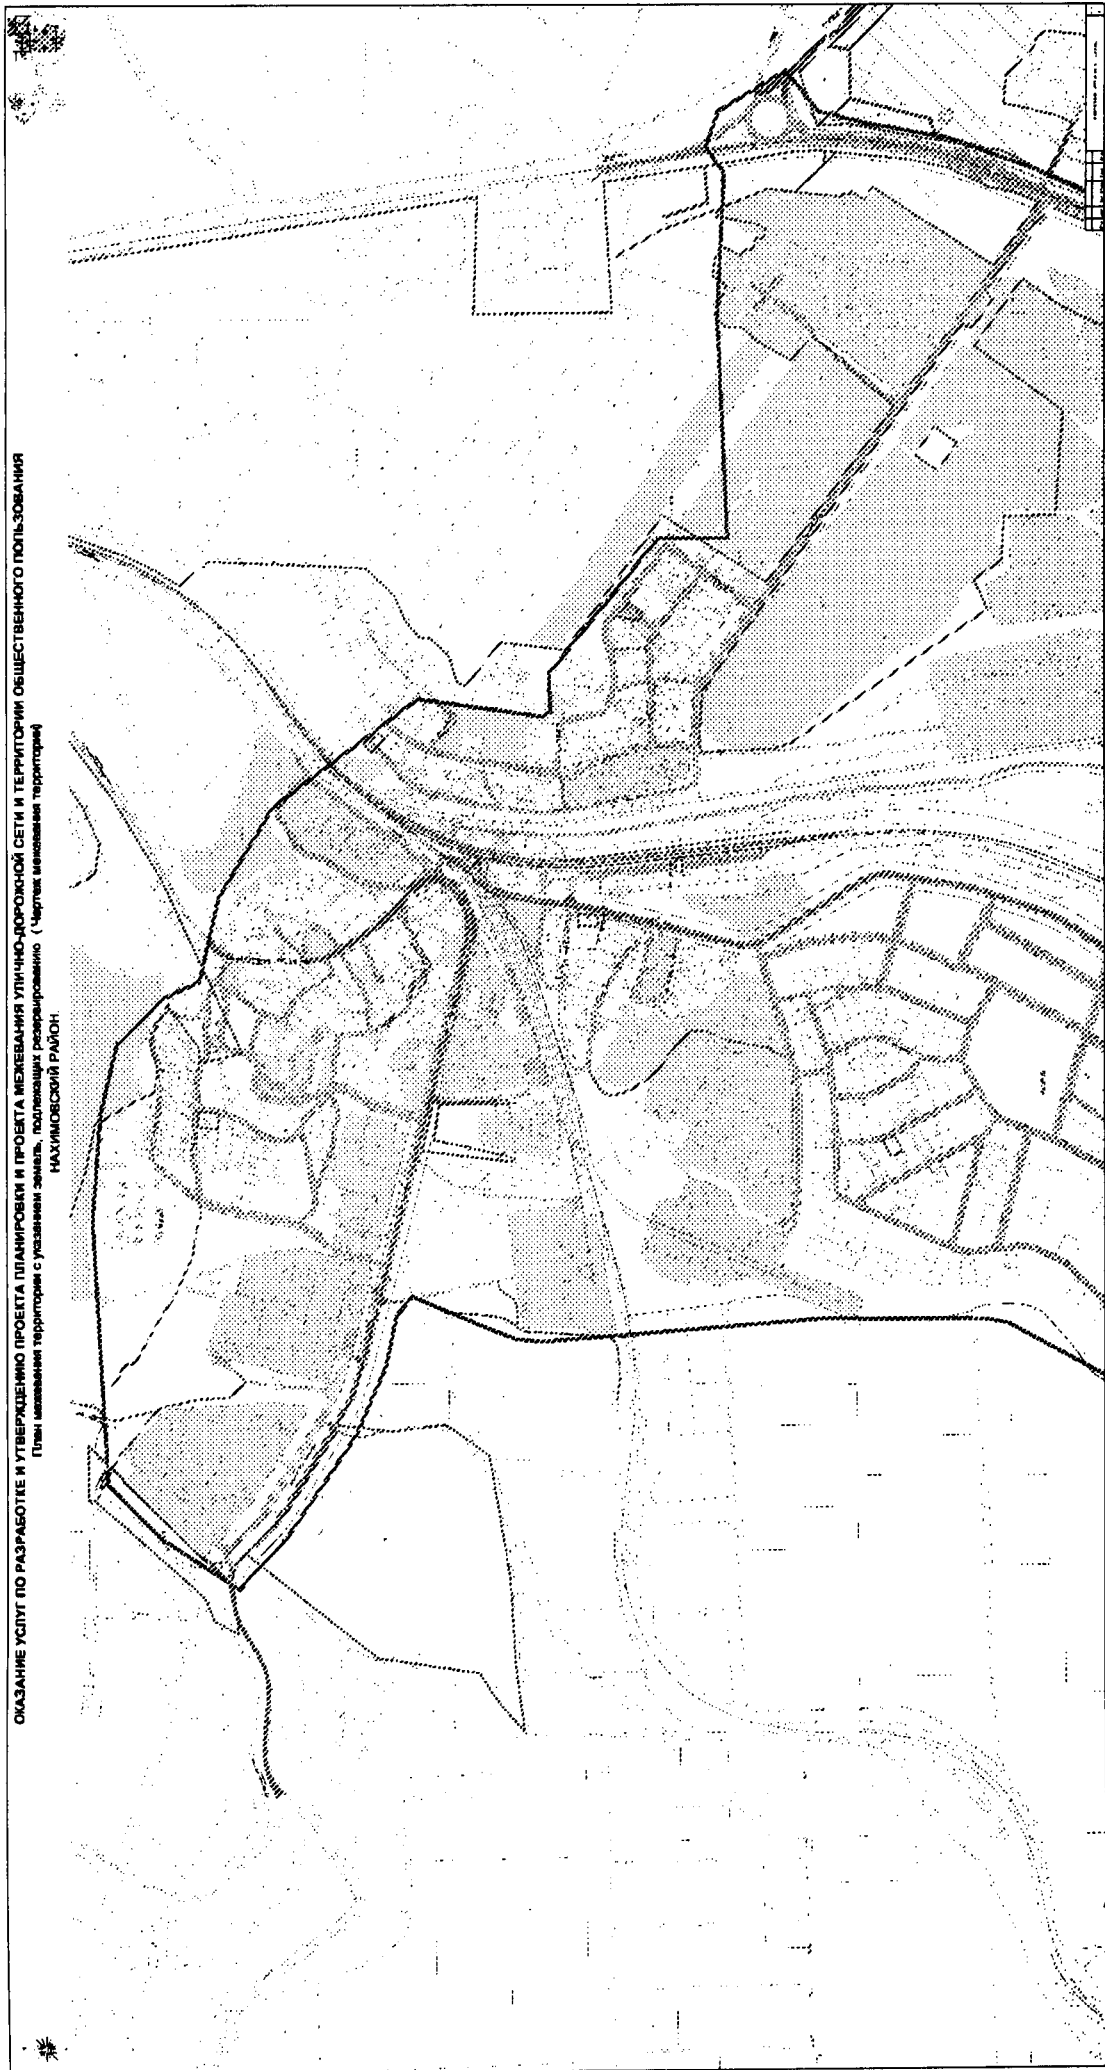 ОКАЗАНИЕ УСЛУГ ПО РАЗРАБОТКЕ И УТВЕРЖДЕНИЮ ПРОЕКТА ПЛАНИРОВКИ И ПРОЕКТА МЕЖЕВАНИЯ УЛИЧНО-ДОРОЖНОЙ СЕТИ И ТЕРРИТОРИИ ОБЩЕСТВЕННОГО ПОЛЬЗОВАНИЯ
План межевания территории с указанием земель, подлежащих резервированию (Чертеж межевания территории)
НАХИМОВСКИЙ РАЙОН